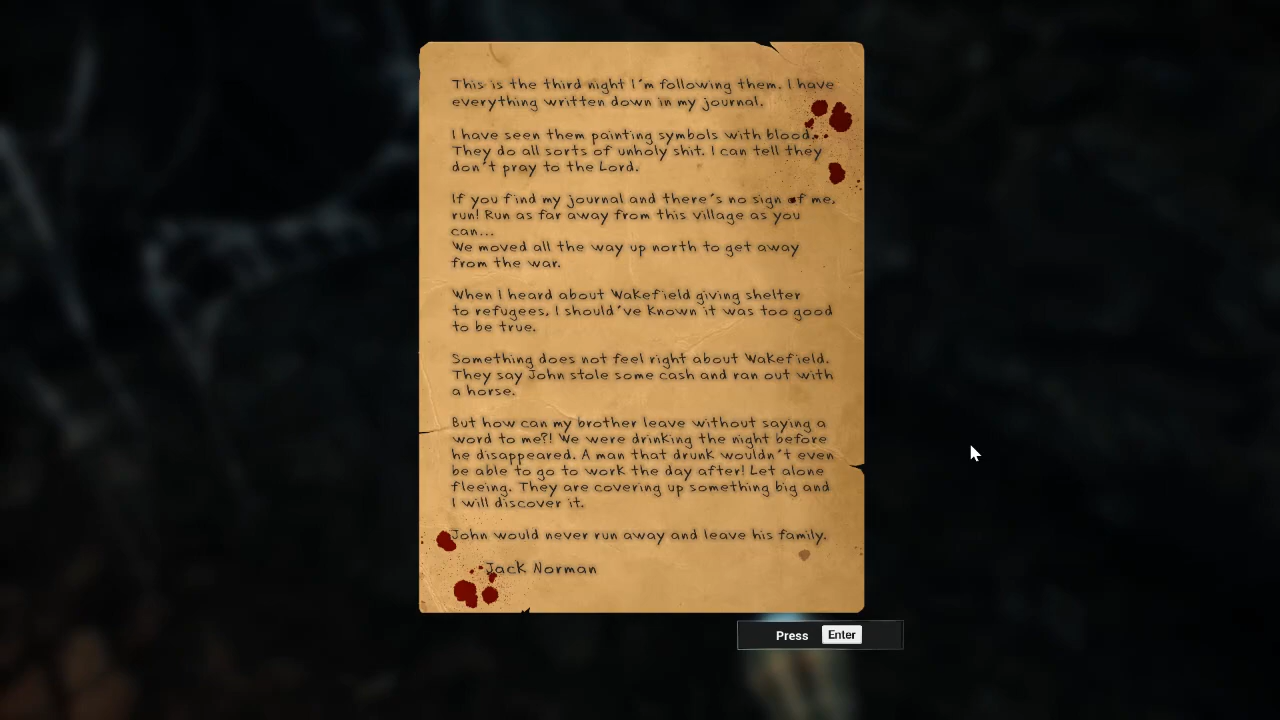 This is the third night I´m following them. I have
everything written down in my journal.
I have seen them painting symbols with blood.
They do all sorts of unholy shit. I can tell they
don´t pray to the Lord.
If you find my journal and there´s no sign of me,
run! Run as far away from this village as you
can...
We moved all the way up north to get away
from the war.
When I heard about Wakefield giving shelter
to refugees, I should´ve known it was too good
to be true.
Something does not feel right about Wakefield.
They say John stole some cash and ran out with
a horse.
But how can my brother leave without saying a
word to me?! We were drinking the night before
he disappeared. A man that drunk wouldn´t even
be able to go to work the day after! Let alone
fleeing. They are covering up something big and
I will discover it.
John would never run away and leave his family.
Jack Norman
Press Enter